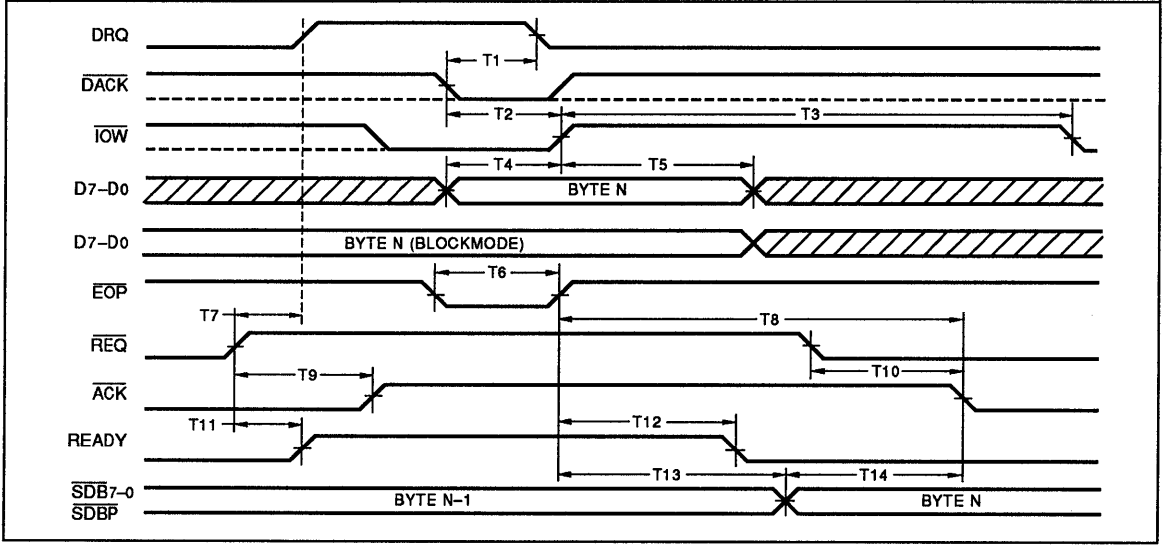 DRQ
T1
DACK
T2 T3
IOW
T4 T5
D7–D0 BYTE N
D7–D0 BYTE N (BLOCKMODE)
T6
EOP
T7 T8
REQ
T9 T10
ACK
T11 T12
READY
T13 T14
SDB7–0 BYTE N–1 BYTE N
SDBP